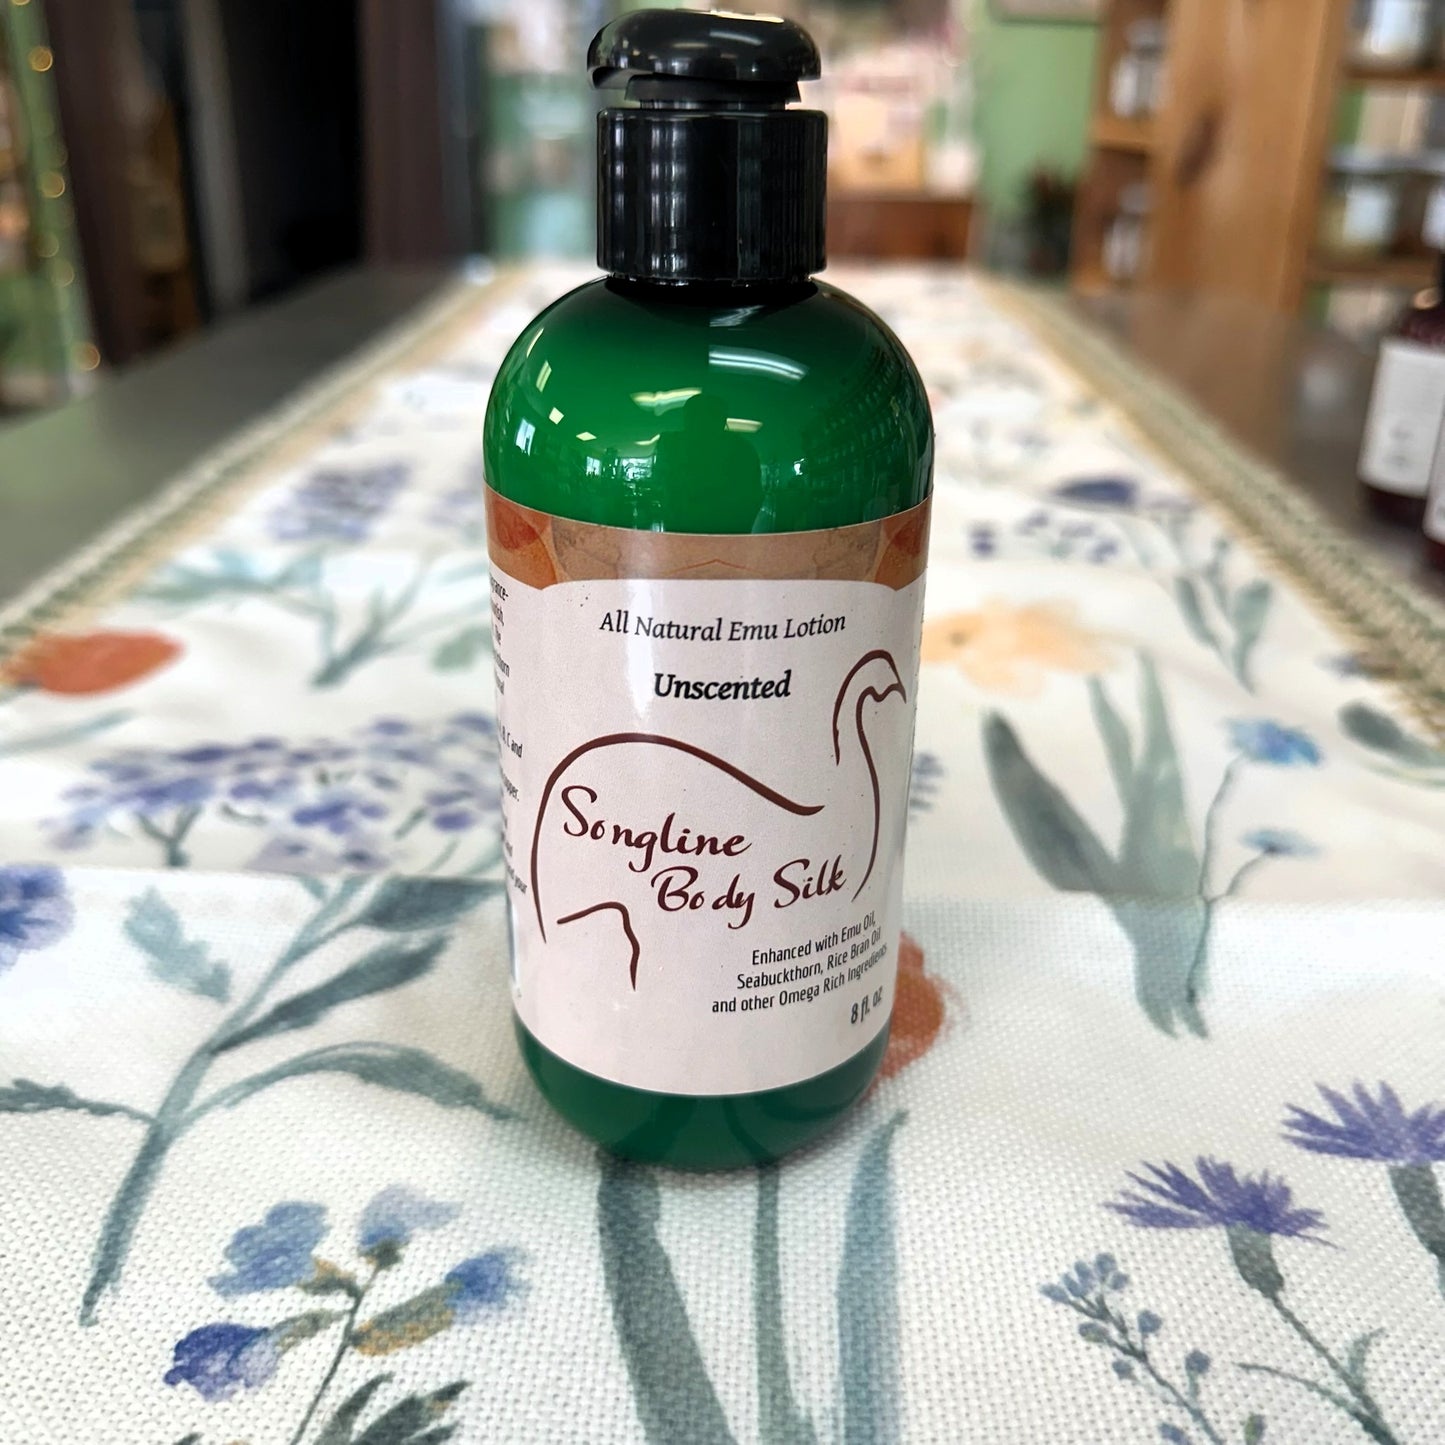 All Natural Emu Lotion
Unscented
Songline
Body Silk
Enhanced with Emu Oil,
Seabuckthorn, Rice Bran Oil
and other Omega Rich Ingredients
8 fl. oz